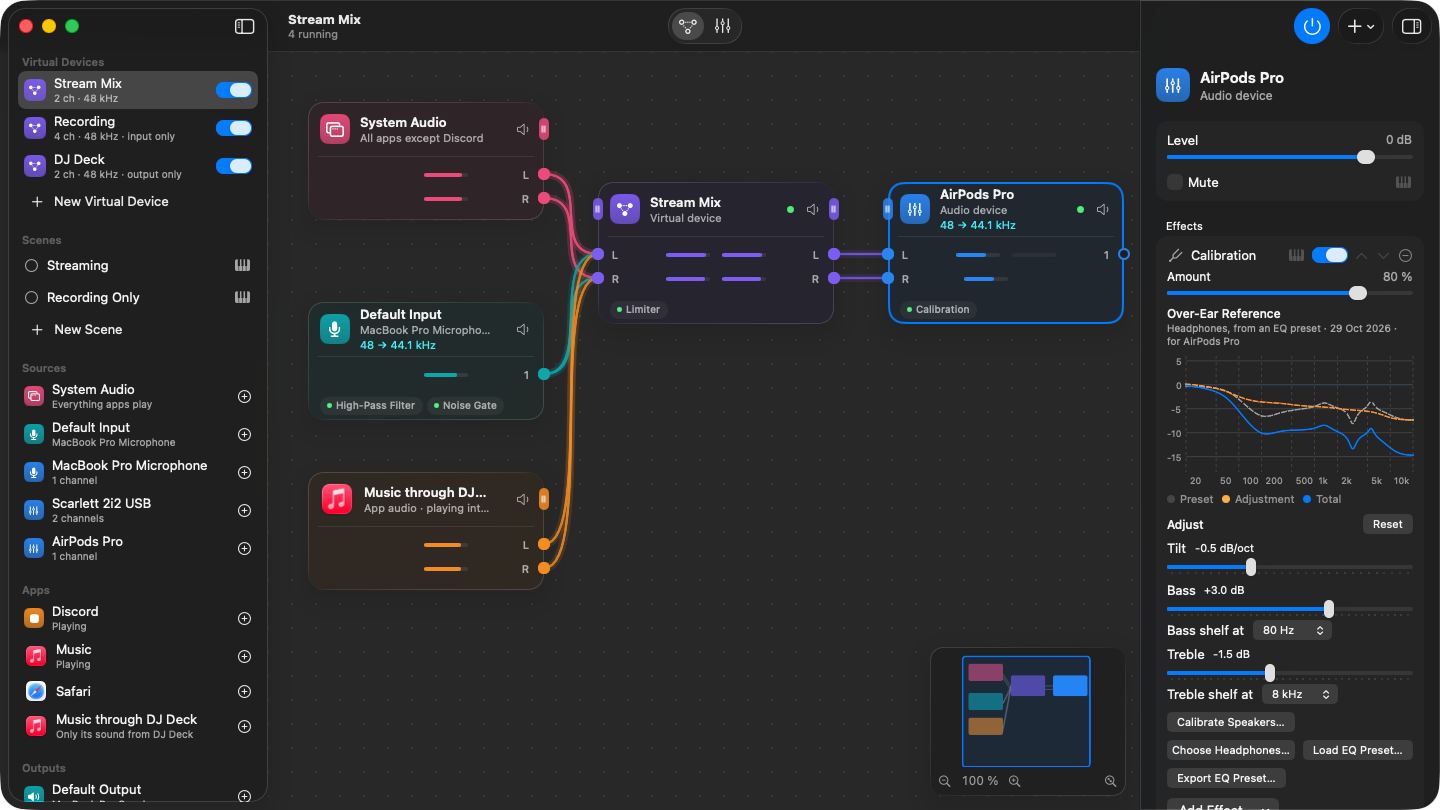 Stream Mix
4 running
Virtual Devices
Stream Mix
2 ch · 48 kHz
Recording
4 ch · 48 kHz · input only
DJ Deck
2 ch · 48 kHz · output only
New Virtual Device
Scenes
Streaming
Recording Only
New Scene
Sources
System Audio
Everything apps play
Default Input
MacBook Pro Microphone
MacBook Pro Microphone
1 channel
Scarlett 2i2 USB
2 channels
AirPods Pro
1 channel
Apps
Discord
Playing
Music
Playing
Safari
Music through DJ Deck
Only its sound from DJ Deck
Outputs
Default Output
System Audio
All apps except Discord
L
R
Default Input
MacBook Pro Micropho...
48 → 44.1 kHz
1
High-Pass Filter
Noise Gate
Music through DJ...
App audio · playing int...
L
R
Stream Mix
Virtual device
L L
R R
Limiter
AirPods Pro
Audio device
48 → 44.1 kHz
L 1
R
Calibration
100 %
AirPods Pro
Audio device
Level 0 dB
Mute
Effects
Calibration
Amount 80 %
Over-Ear Reference
Headphones, from an EQ preset · 29 Oct 2026 ·
for AirPods Pro
5
0
-5
-10
-15
20 50 100 200 500 1k 2k 5k 10k
Preset Adjustment Total
Adjust Reset
Tilt -0.5 dB/oct
Bass +3.0 dB
Bass shelf at 80 Hz
Treble -1.5 dB
Treble shelf at 8 kHz
Calibrate Speakers...
Choose Headphones... Load EQ Preset...
Export EQ Preset...
Add Effect